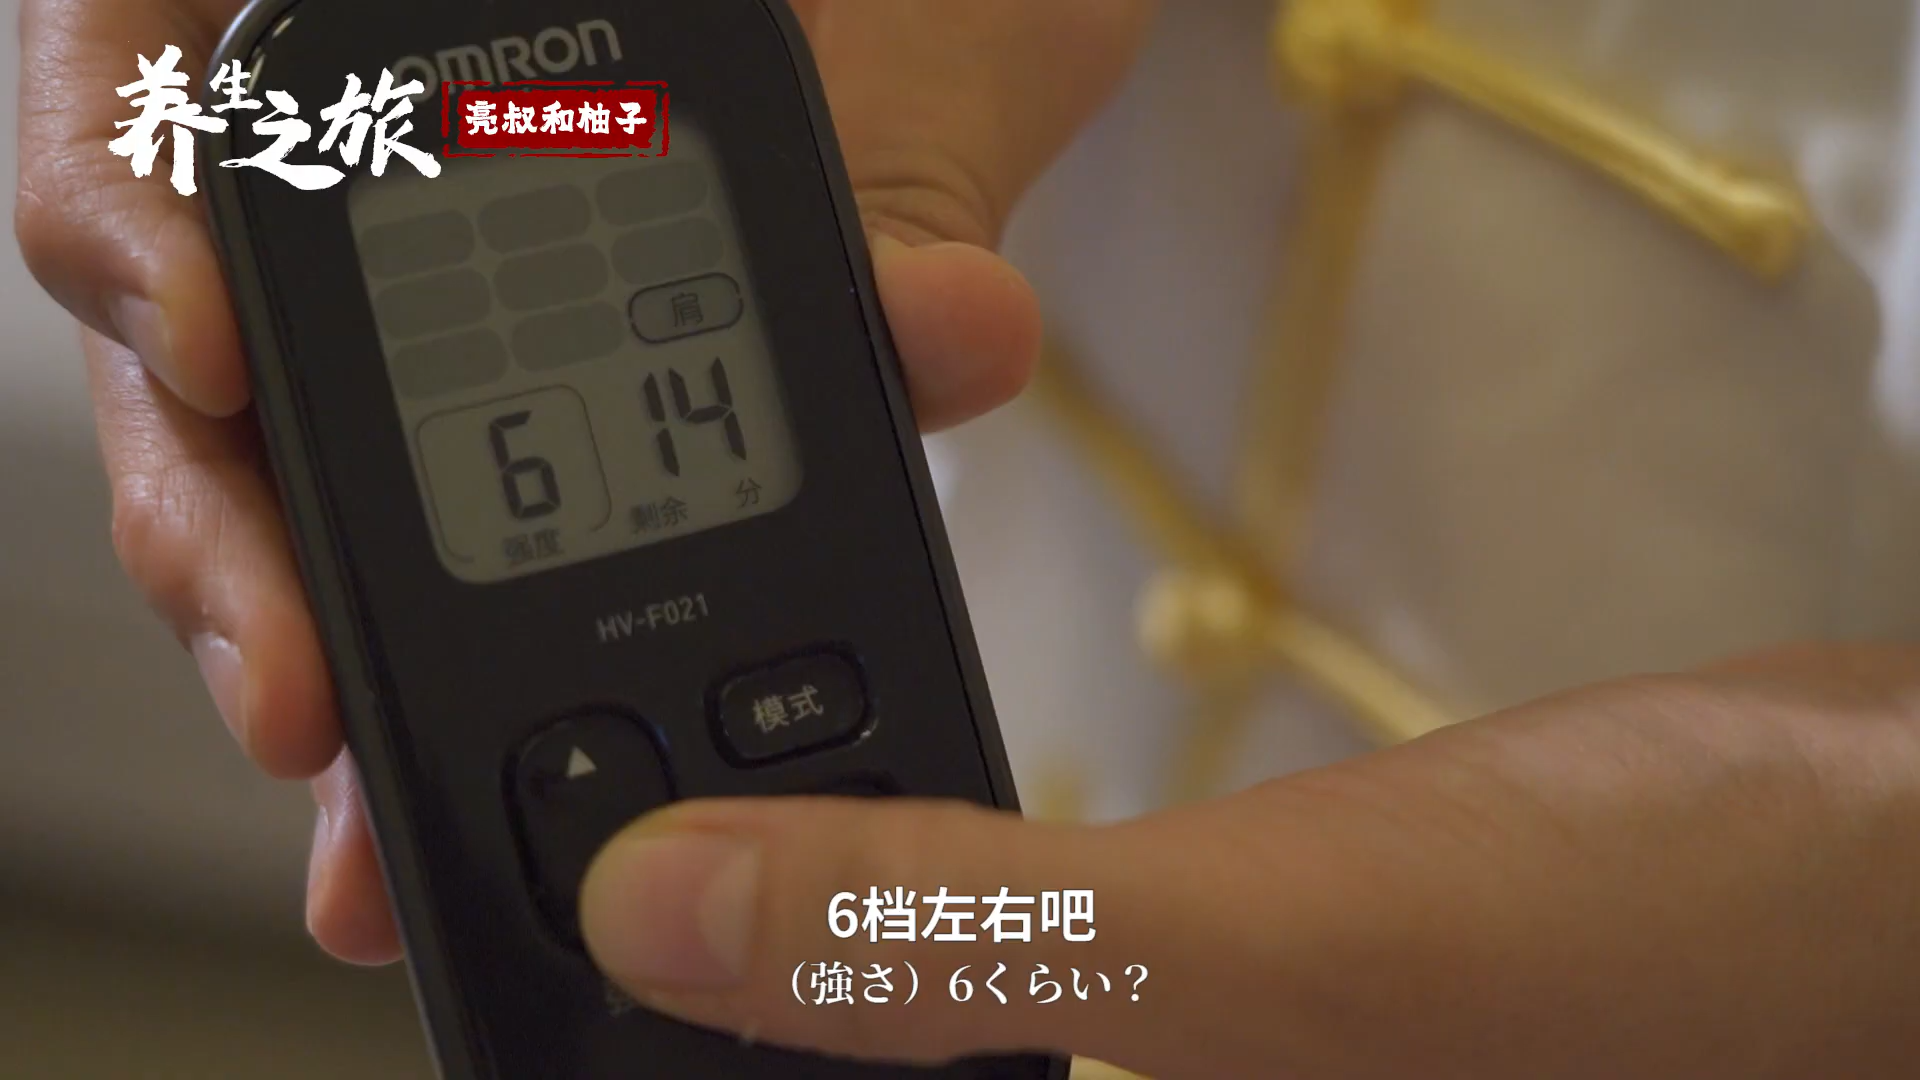 OMRON
养生之旅
亮叔和柚子
肩
6
14
强度
剩余 分
HV-F021
模式
6档左右吧
（強さ）6くらい？